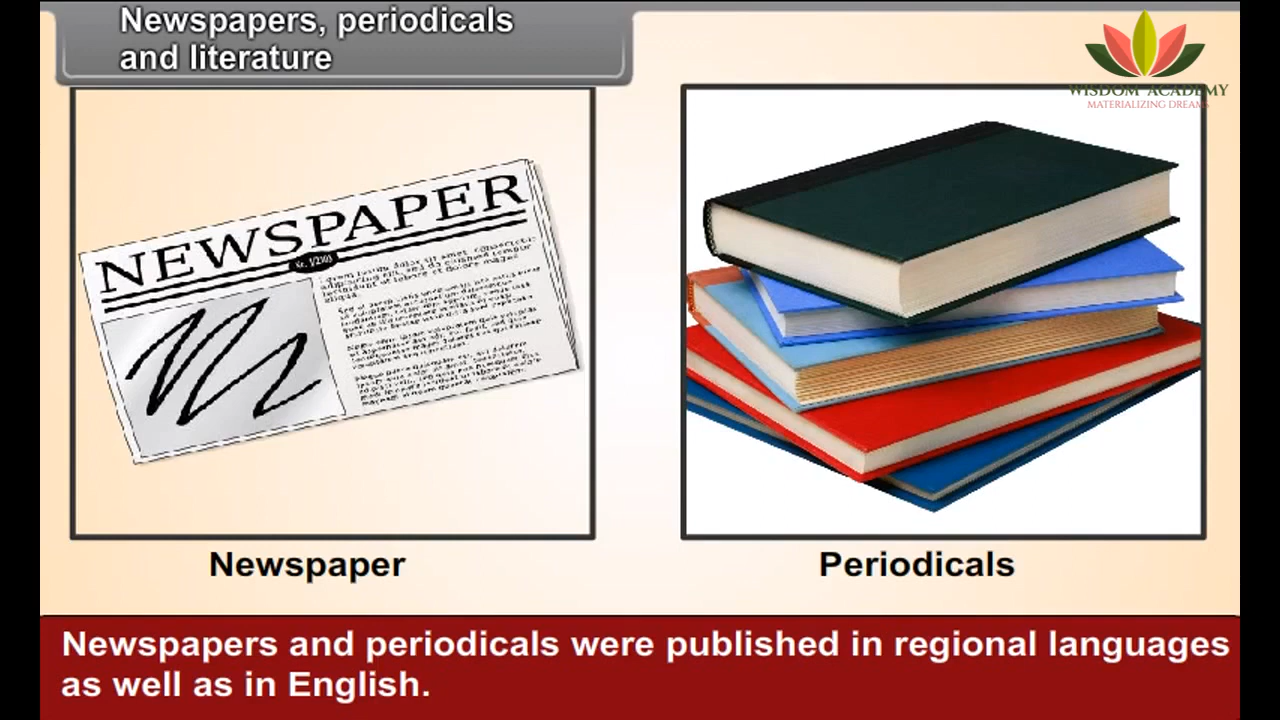 Newspapers, periodicals
and literature
WISDOM ACADEMY
MATERIALIZING DREAMS
NEWSPAPER
Newspaper
Periodicals
Newspapers and periodicals were published in regional languages
as well as in English.